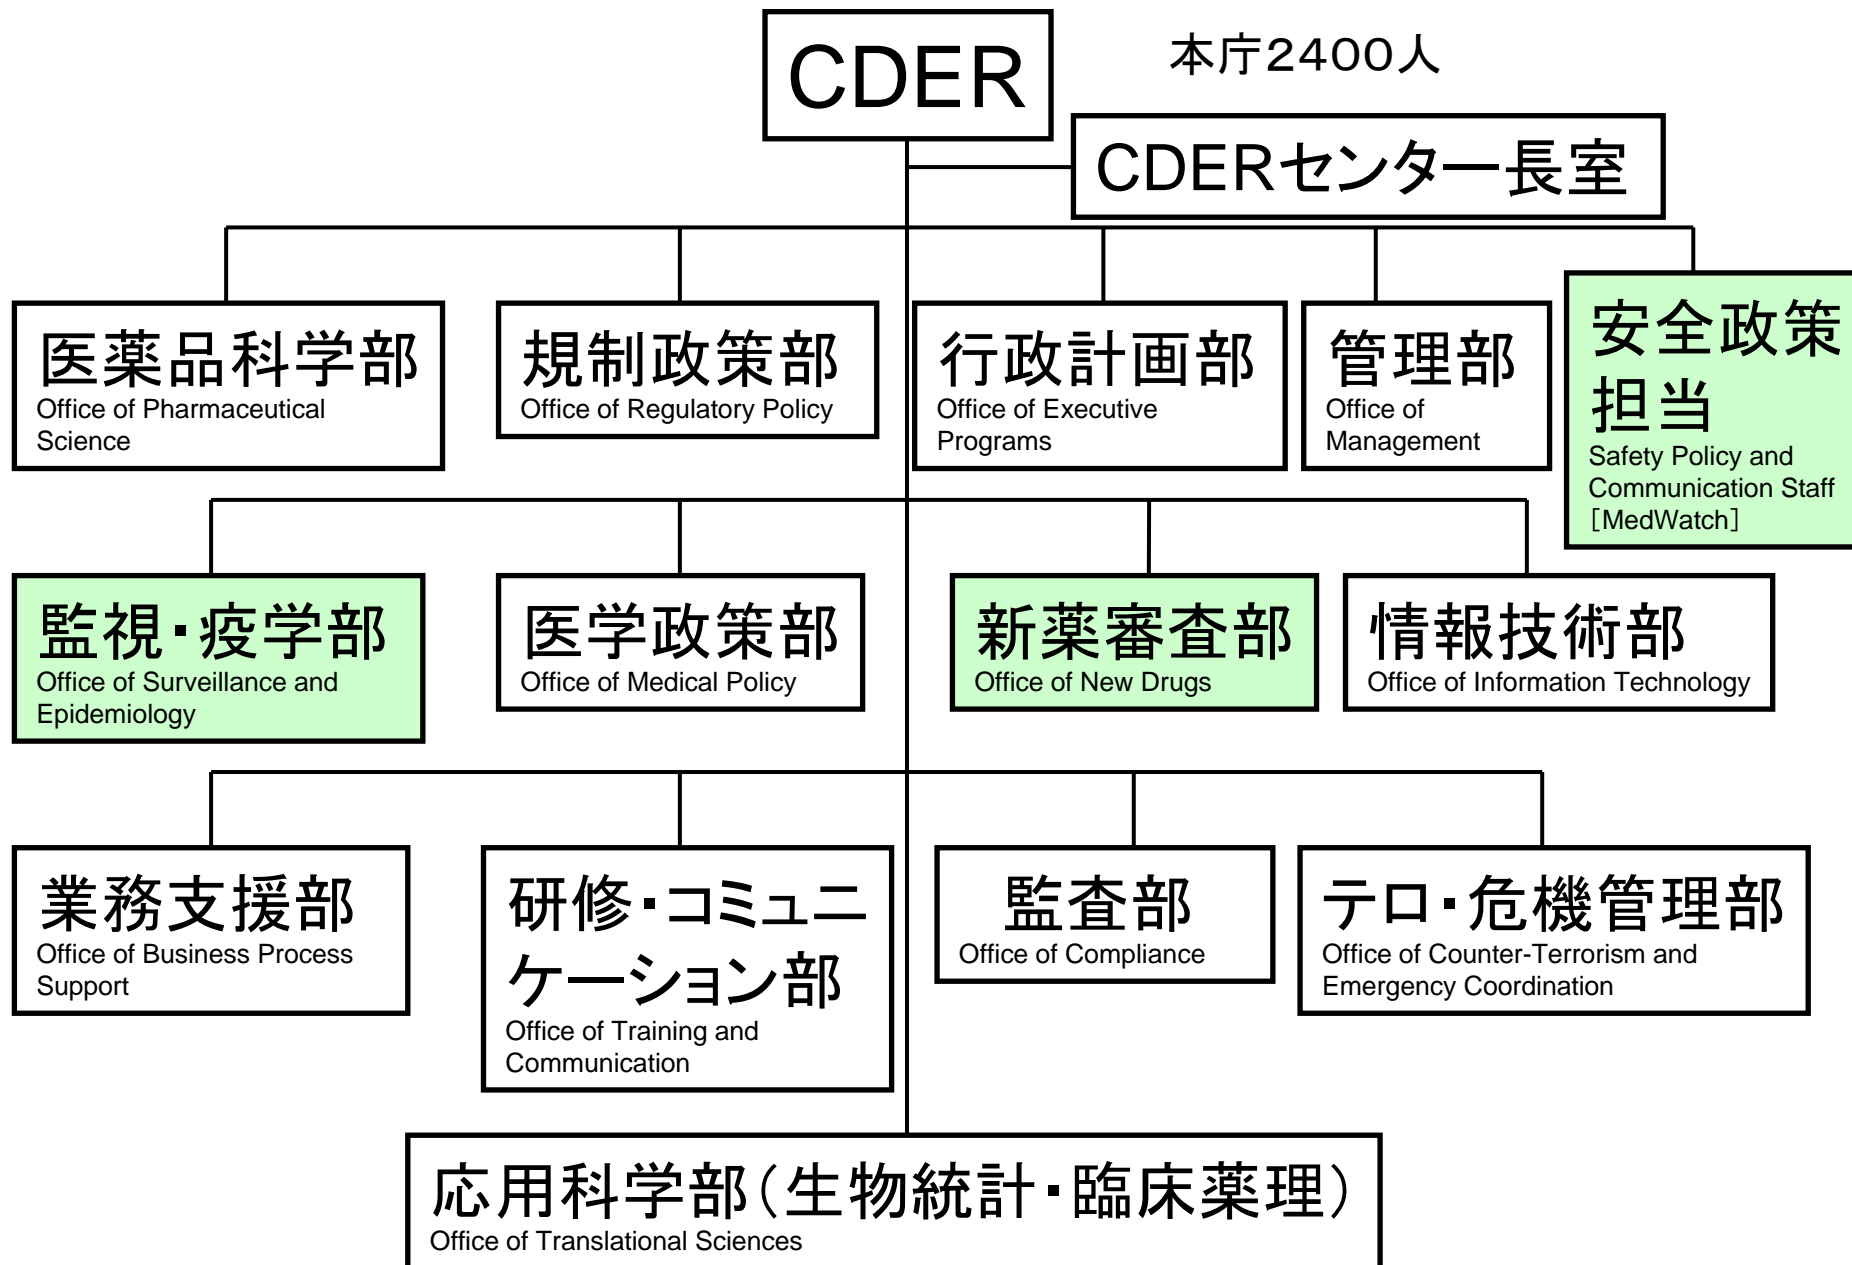 CDER
本庁2400人
CDERセンター長室
医薬品科学部
Office of Pharmaceutical
Science
規制政策部
Office of Regulatory Policy
行政計画部
Office of Executive
Programs
管理部
Office of
Management
安全政策
担当
Safety Policy and
Communication Staff
[MedWatch]
監視・疫学部
Office of Surveillance and
Epidemiology
医学政策部
Office of Medical Policy
新薬審査部
Office of New Drugs
情報技術部
Office of Information Technology
業務支援部
Office of Business Process
Support
研修・コミュニ
ケーション部
Office of Training and
Communication
監査部
Office of Compliance
テロ・危機管理部
Office of Counter-Terrorism and
Emergency Coordination
応用科学部（生物統計・臨床薬理）
Office of Translational Sciences